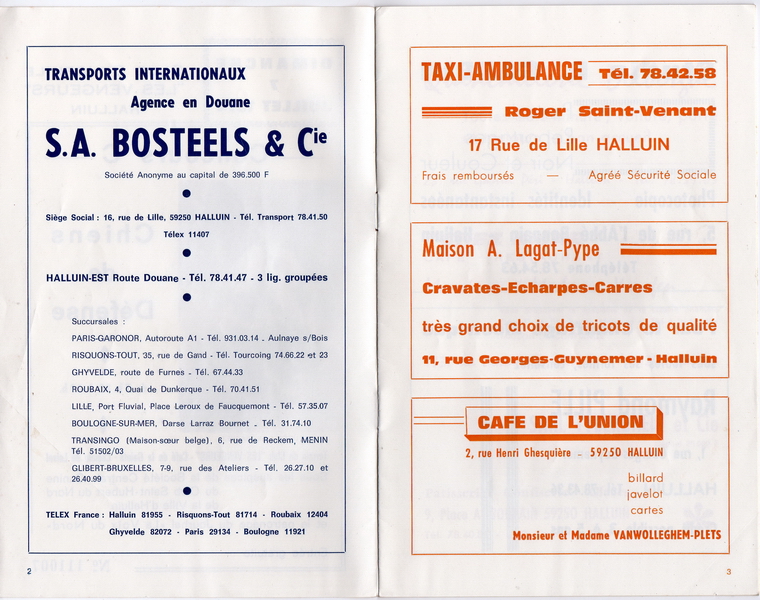 TRANSPORTS INTERNATIONAUX
Agence en Douane
S.A. BOSTEELS & Cie
Société Anonyme au capital de 396.500 F
Siège Social : 16, rue de Lille, 59250 HALLUIN - Tél. Transport 78.41.50
Télex 11407
HALLUIN-EST Route Douane - Tél. 78.41.47 - 3 lig. groupées
Succursales :
PARIS-GARONOR, Autoroute A1 - Tél. 931.03.14 . Aulnaye s/Bois
RISQUONS-TOUT, 35, rue de Gand - Tél. Tourcoing 74.66.22 et 23
GHYVELDE, route de Furnes - Tél. 67.44.33
ROUBAIX, 4, Quai de Dunkerque - Tél. 70.41.51
LILLE, Port Fluvial, Place Leroux de Faucquemont - Tél. 57.35.07
BOULOGNE-SUR-MER, Darse Larraz Bournet . Tél. 31.74.10
TRANSINGO (Maison-sœur belge), 6, rue de Reckem, MENIN
Tél. 51502/03
GLIBERT-BRUXELLES, 7-9, rue des Ateliers - Tél. 26.27.10 et
26.40.99
TELEX France : Halluin 81955 - Risquons-Tout 81714 - Roubaix 12404
Ghyvelde 82072 - Paris 29134 - Boulogne 11921
2
TAXI-AMBULANCE Tél. 78.42.58
Roger Saint-Venant
17 Rue de Lille HALLUIN
Frais remboursés — Agréé Sécurité Sociale
Maison A. Lagat-Pype
Cravates-Echarpes-Carres
très grand choix de tricots de qualité
11, rue Georges-Guynemer - Halluin
CAFE DE L'UNION
2, rue Henri Ghesquière - 59250 HALLUIN
billard
javelot
cartes
Monsieur et Madame VANWOLLEGHEM-PLETS
3